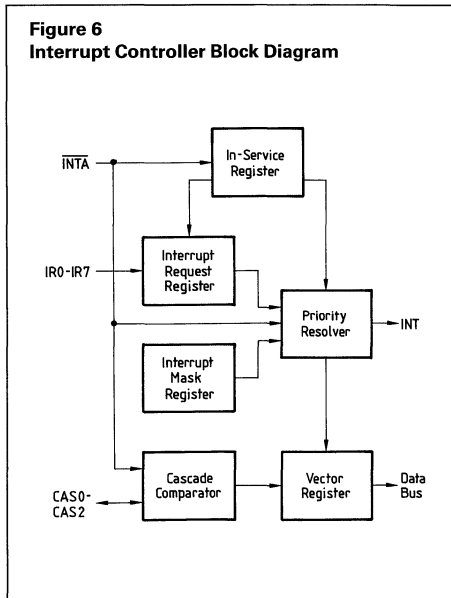 Figure 6
Interrupt Controller Block Diagram
In-Service
Register
INTA
Interrupt
Request
Register
IR0-IR7
Priority
Resolver
INT
Interrupt
Mask
Register
Cascade
Comparator
CAS0-
CAS2
Vector
Register
Data
Bus